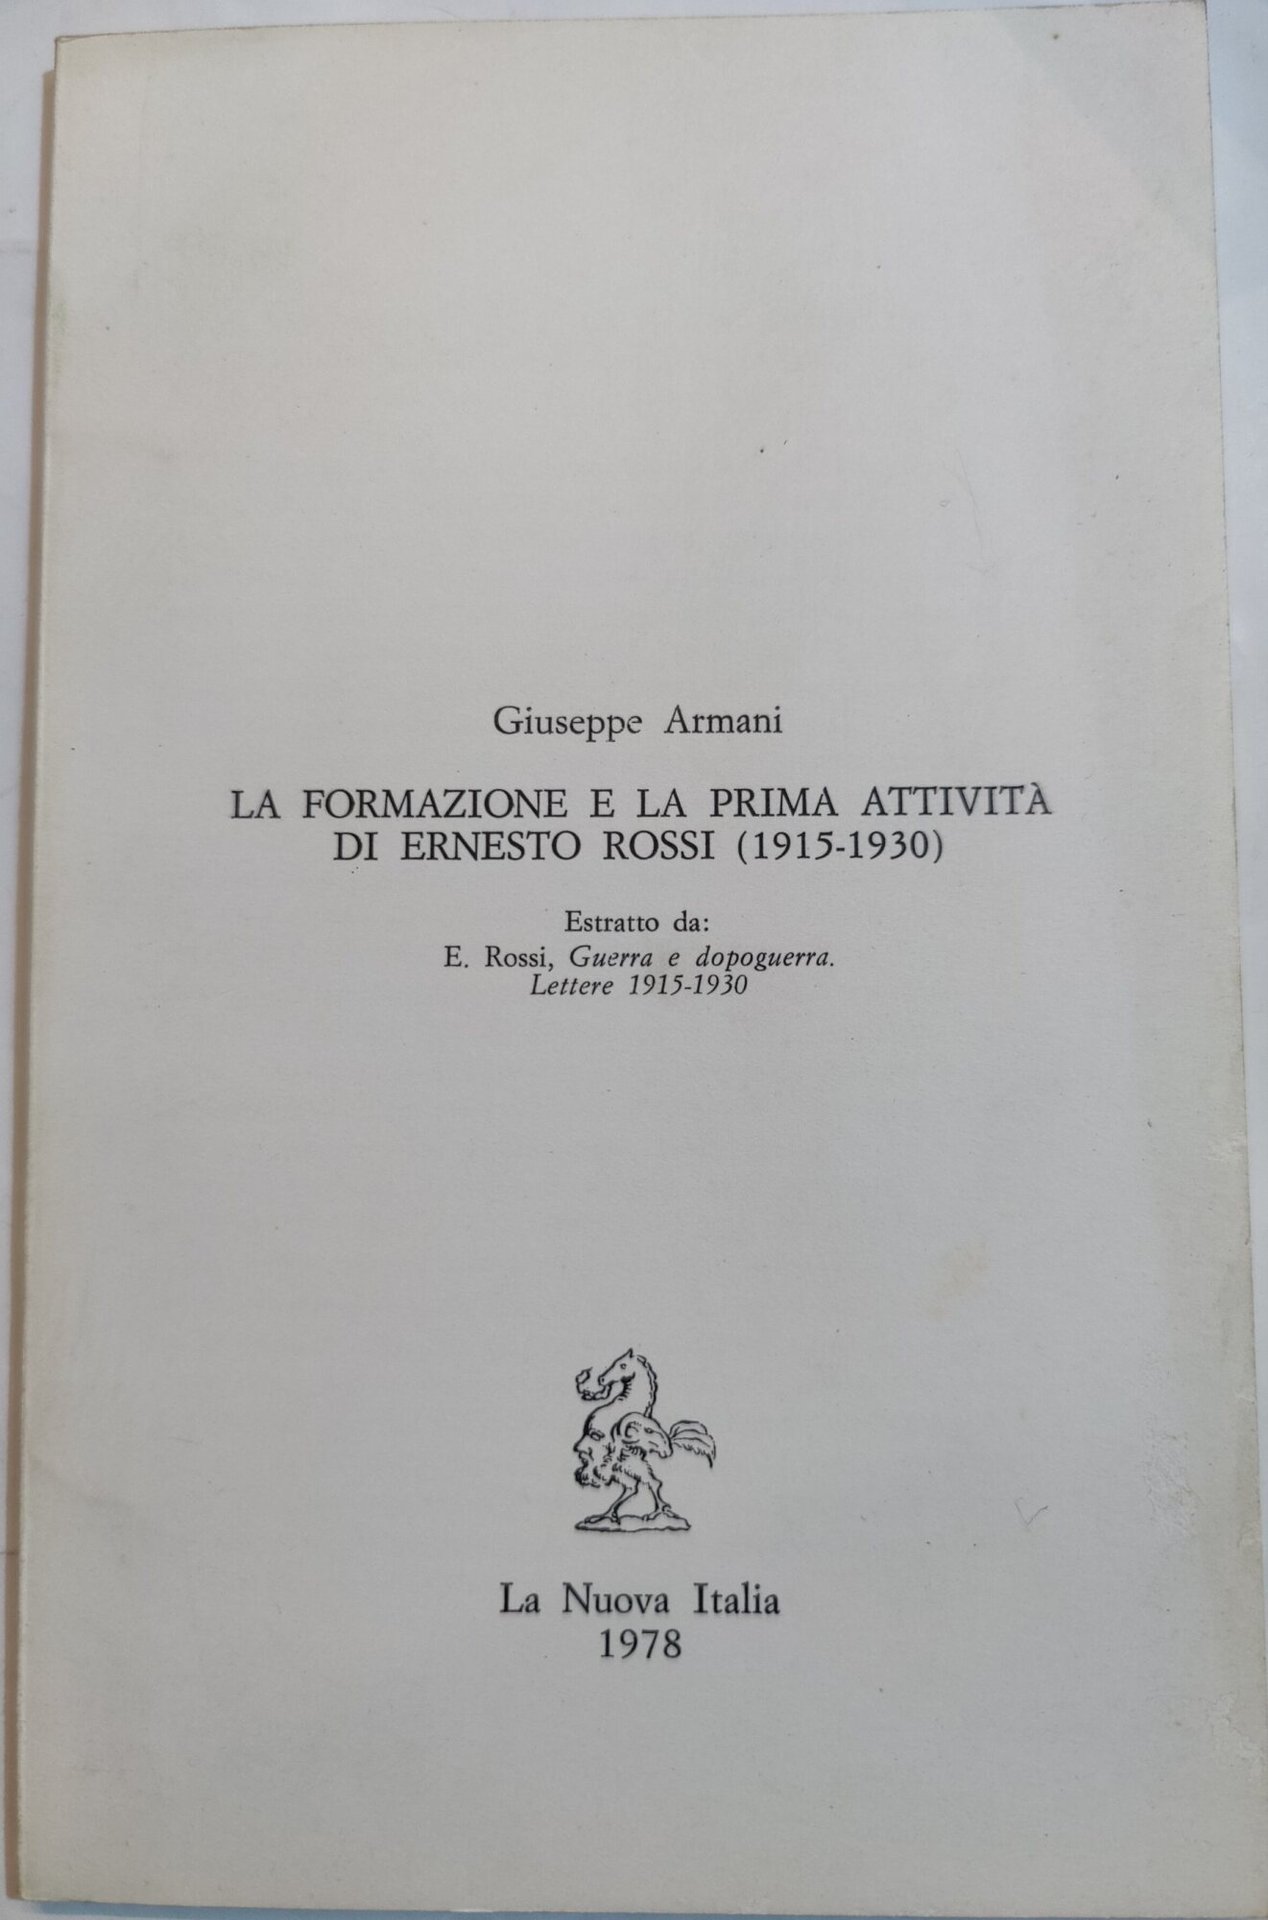 Giuseppe Armani
LA FORMAZIONE E LA PRIMA ATTIVITÀ
DI ERNESTO ROSSI (1915-1930)
Estratto da:
E. Rossi, Guerra e dopoguerra.
Lettere 1915-1930
La Nuova Italia
1978